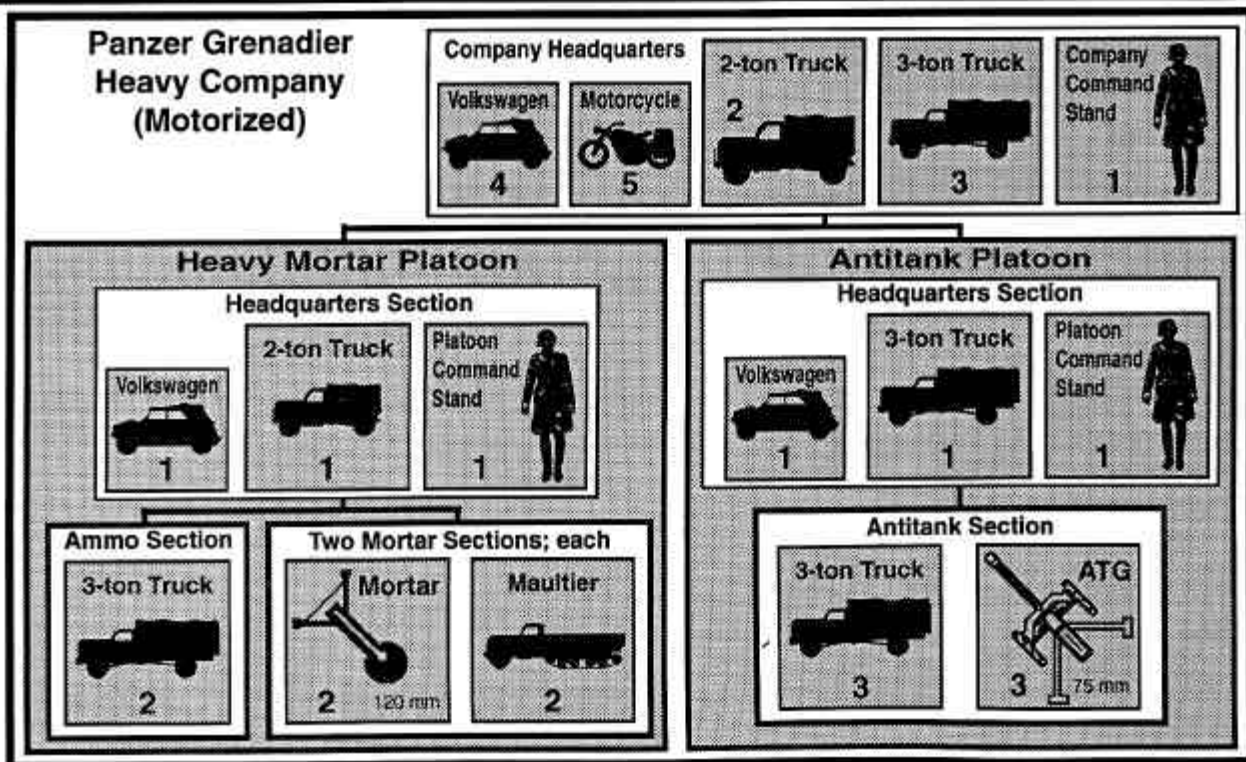 Panzer Grenadier
Heavy Company
(Motorized)
Company Headquarters
Volkswagen
4
Motorcycle
5
2-ton Truck
2
3-ton Truck
3
Company
Command
Stand
1
Heavy Mortar Platoon
Headquarters Section
Volkswagen
1
2-ton Truck
1
Platoon
Command
Stand
1
Ammo Section
3-ton Truck
2
Two Mortar Sections; each
Mortar
2 120 mm
Maultier
2
Antitank Platoon
Headquarters Section
Volkswagen
1
3-ton Truck
1
Platoon
Command
Stand
1
Antitank Section
3-ton Truck
3
ATG
3 75 mm